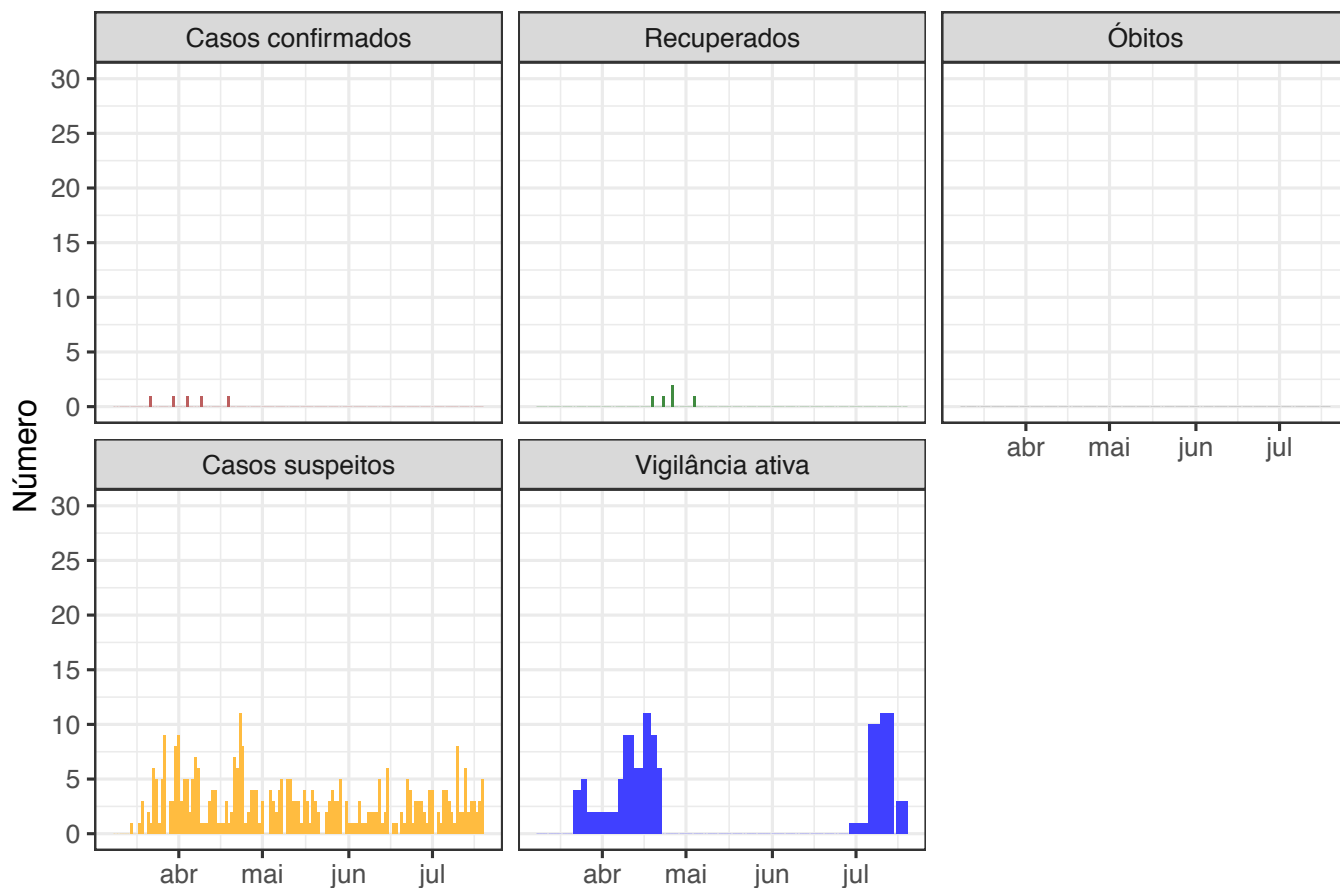 Casos confirmados
Recuperados
Óbitos
30
25
20
15
10
5
0
abr mai jun jul
Número
Casos suspeitos
Vigilância ativa
30
25
20
15
10
5
0
abr mai jun jul
abr mai jun jul